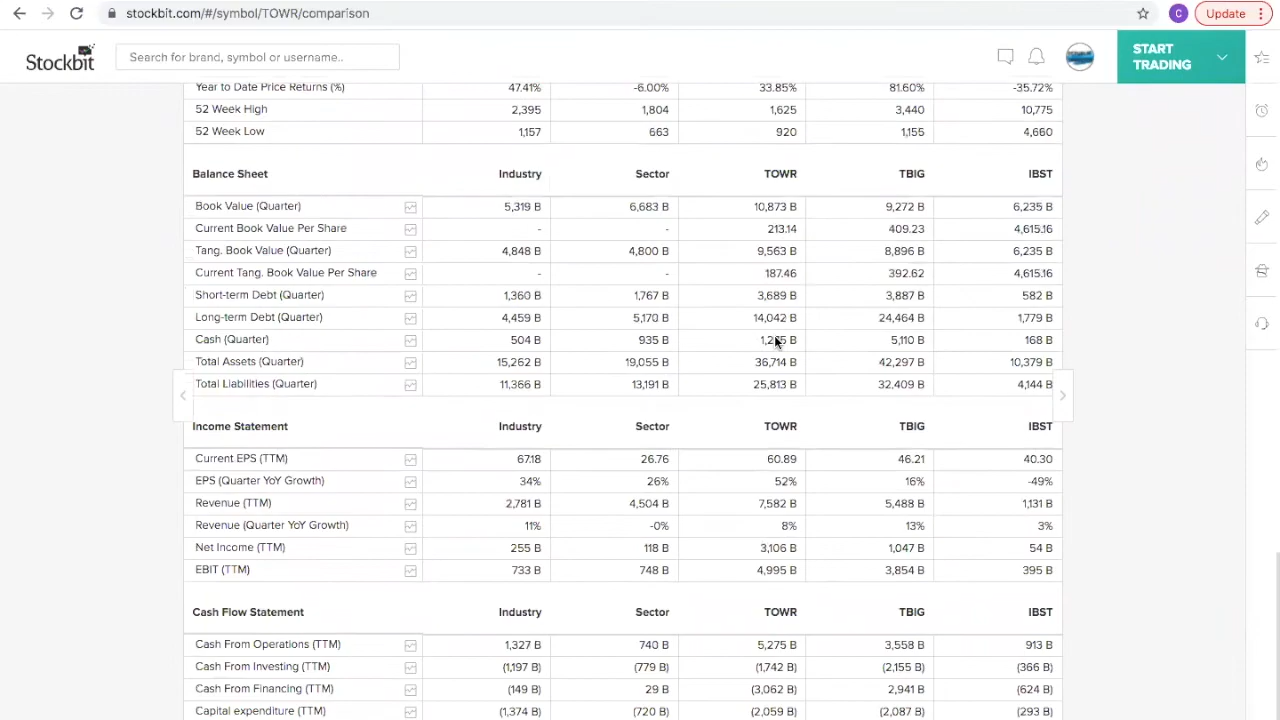 stockbit.com/#/symbol/TOWR/comparison
C
Update
Stockbit
Search for brand, symbol or username..
START TRADING
Year to Date Price Returns (%) 47.41% -6.00% 33.85% 81.60% -35.72%
52 Week High 2,395 1,804 1,625 3,440 10,775
52 Week Low 1,157 663 920 1,155 4,660
Balance Sheet Industry Sector TOWR TBIG IBST
Book Value (Quarter) 5,319 B 6,683 B 10,873 B 9,272 B 6,235 B
Current Book Value Per Share - - 213.14 409.23 4,615.16
Tang. Book Value (Quarter) 4,848 B 4,800 B 9,563 B 8,896 B 6,235 B
Current Tang. Book Value Per Share - - 187.46 392.62 4,615.16
Short-term Debt (Quarter) 1,360 B 1,767 B 3,689 B 3,887 B 582 B
Long-term Debt (Quarter) 4,459 B 5,170 B 14,042 B 24,464 B 1,779 B
Cash (Quarter) 504 B 935 B B 5,110 B 168 B
Total Assets (Quarter) 15,262 B 19,055 B 36,714 B 42,297 B 10,379 B
Total Liabilities (Quarter) 11,366 B 13,191 B 25,813 B 32,409 B 4,144 B
Income Statement Industry Sector TOWR TBIG IBST
Current EPS (TTM) 67.18 26.76 60.89 46.21 40.30
EPS (Quarter YoY Growth) 34% 26% 52% 16% -49%
Revenue (TTM) 2,781 B 4,504 B 7,582 B 5,488 B 1,131 B
Revenue (Quarter YoY Growth) 11% -0% 8% 13% 3%
Net Income (TTM) 255 B 118 B 3,106 B 1,047 B 54 B
EBIT (TTM) 733 B 748 B 4,995 B 3,854 B 395 B
Cash Flow Statement Industry Sector TOWR TBIG IBST
Cash From Operations (TTM) 1,327 B 740 B 5,275 B 3,558 B 913 B
Cash From Investing (TTM) (1,197 B) (779 B) (1,742 B) (2,155 B) (366 B)
Cash From Financing (TTM) (149 B) 29 B (3,062 B) 2,941 B (624 B)
Capital expenditure (TTM) (1,374 B) (720 B) (2,059 B) (2,087 B) (293 B)